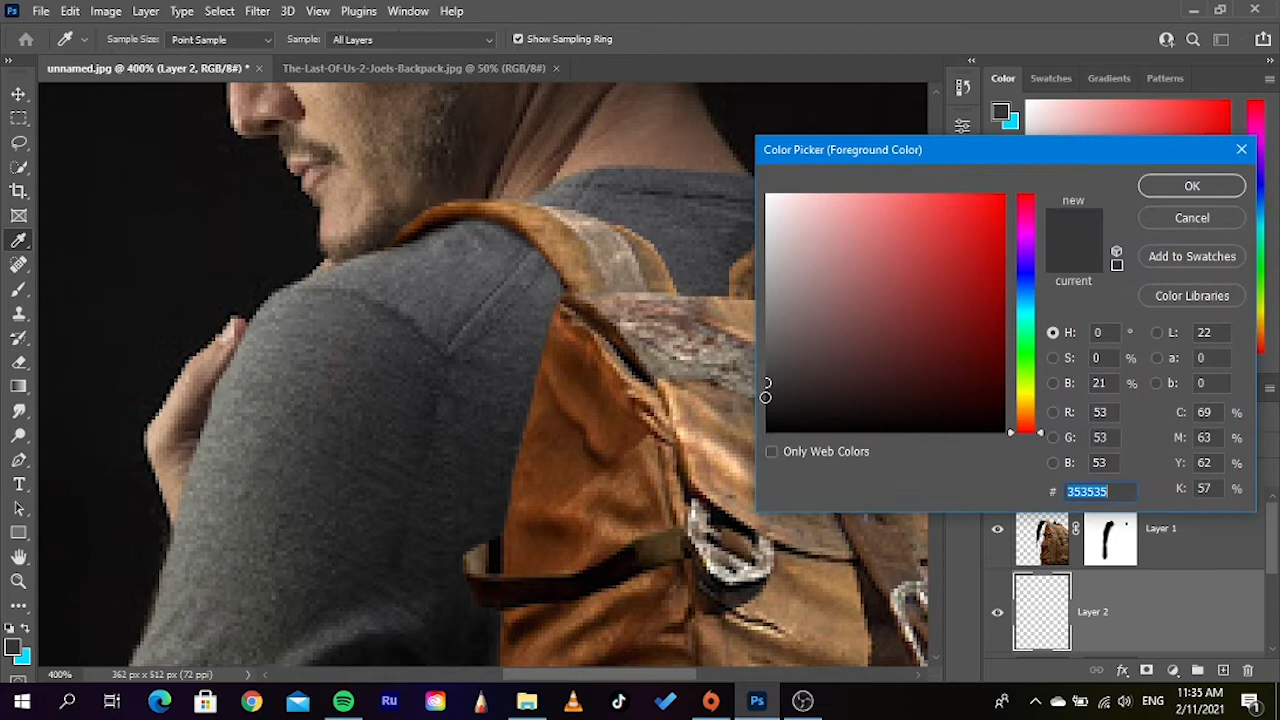 Ps File Edit Image Layer Type Select Filter 3D View Plugins Window Help
Sample Size: Point Sample Sample: All Layers Show Sampling Ring
unnamed.jpg @ 400% (Layer 2, RGB/8#) * The-Last-Of-Us-2-Joels-Backpack.jpg @ 50% (RGB/8#)
Color Swatches Gradients Patterns
Color Picker (Foreground Color)
OK
new
Cancel
Add to Swatches
current
Color Libraries
H: 0 ° L: 22
S: 0 % a: 0
B: 21 % b: 0
R: 53 C: 69 %
G: 53 M: 63 %
Only Web Colors
B: 53 Y: 62 %
# 353535 K: 57 %
Layer 1
Layer 2
400% 362 px x 512 px (72 ppi)
Ru Ps ENG 11:35 AM
2/11/2021
1